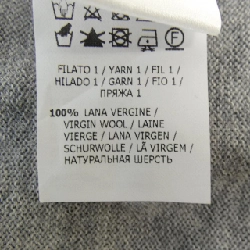 FILATO 1 / YARN 1 / FIL 1 /
HILADO 1 / GARN 1 / FIO 1 /
ПРЯЖА 1
100% LANA VERGINE /
VIRGIN WOOL / LAINE
VIERGE / LANA VIRGEN /
SCHURWOLLE / LÃ VIRGEM /
НАТУРАЛЬНАЯ ШЕРСТЬ